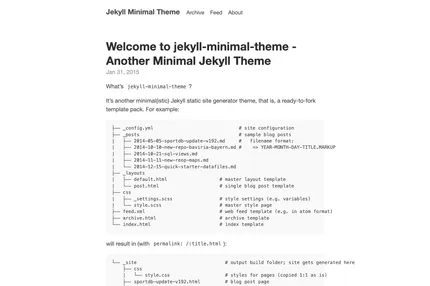 Jekyll Minimal Theme Archive Feed About
Welcome to jekyll-minimal-theme -
Another Minimal Jekyll Theme
Jan 31, 2015
What's jekyll-minimal-theme ?
It's another minimal(istic) Jekyll static site generator theme, that is, a ready-to-fork
template pack. For example:
├── _config.yml # site configuration
├── _posts # sample blog posts
| ├── 2014-05-05-sportdb-update-v192.md # filename format:
| ├── 2014-10-10-new-repo-bavaria-bayern.md # => YEAR-MONTH-DAY-TITLE.MARKUP
| ├── 2014-10-21-sql-views.md
| ├── 2014-11-11-new-repo-maps.md
| └── 2014-12-15-quick-starter-datafiles.md
├── _layouts
| ├── default.html # master layout template
| └── post.html # single blog post template
├── css
| ├── _settings.scss # style settings (e.g. variables)
| └── style.scss # master style page
├── feed.xml # web feed template (e.g. in atom format)
├── archive.html # archive template
└── index.html # index template
will result in (with permalink: /:title.html ):
└── _site # output build folder; site gets generated here
├── css
| └── style.css # styles for pages (copied 1:1 as is)
├── sportdb-update-v192.html # blog post page